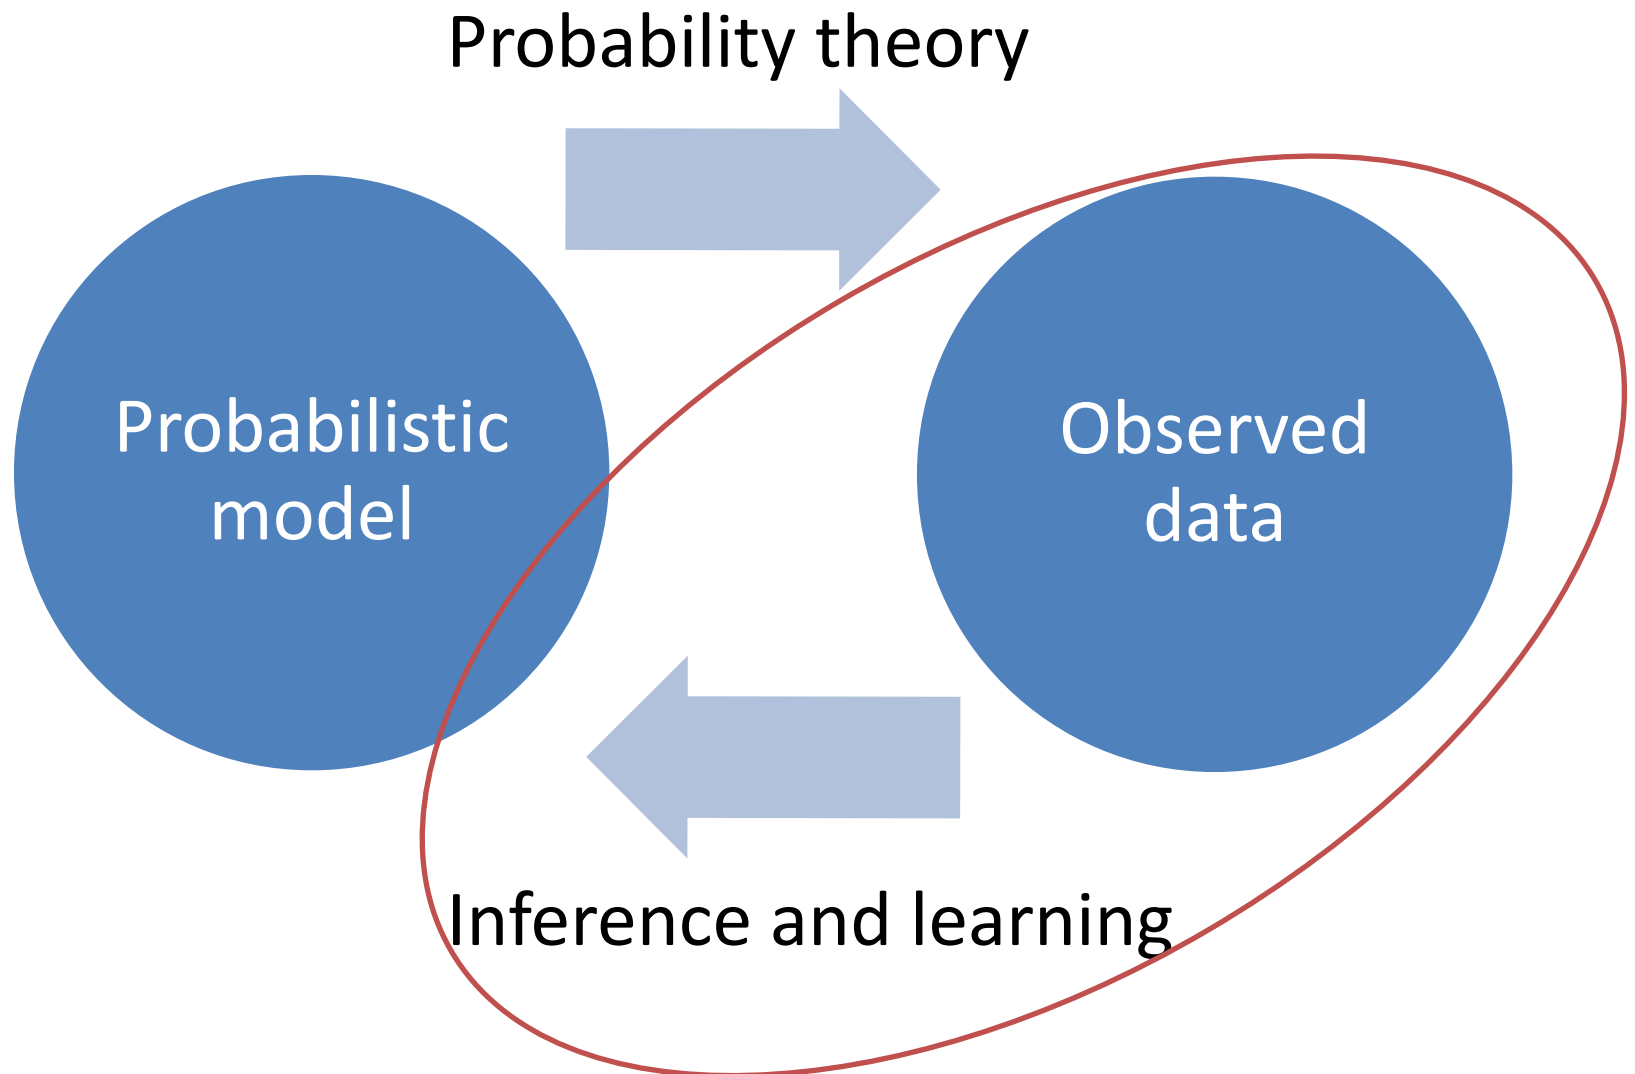 Probability theory
Probabilistic
model
Observed
data
Inference and learning